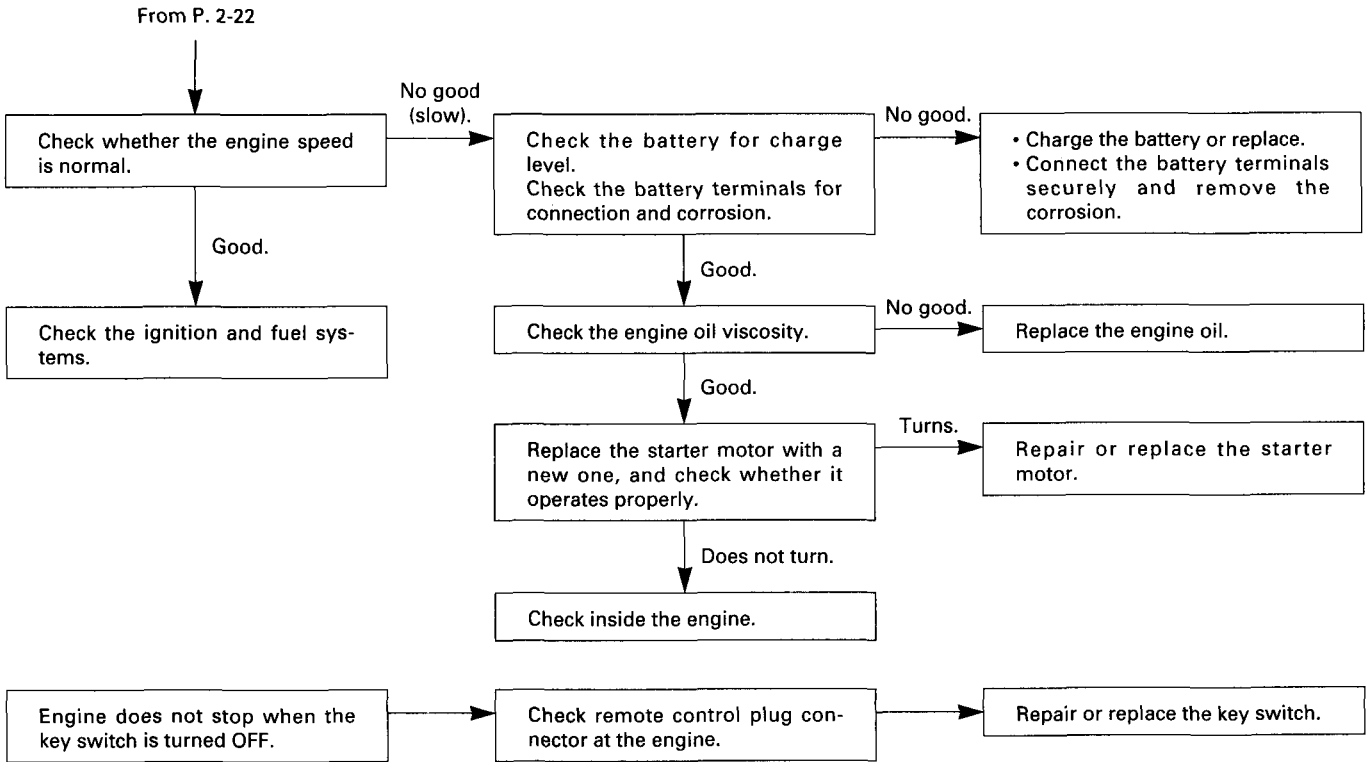 From P. 2-22
Check whether the engine speed
is normal.
No good
(slow).
Check the battery for charge
level.
Check the battery terminals for
connection and corrosion.
No good.
• Charge the battery or replace.
• Connect the battery terminals
securely and remove the
corrosion.
Good.
Good.
Check the ignition and fuel sys-
tems.
Check the engine oil viscosity.
No good.
Replace the engine oil.
Good.
Replace the starter motor with a
new one, and check whether it
operates properly.
Turns.
Repair or replace the starter
motor.
Does not turn.
Check inside the engine.
Engine does not stop when the
key switch is turned OFF.
Check remote control plug con-
nector at the engine.
Repair or replace the key switch.